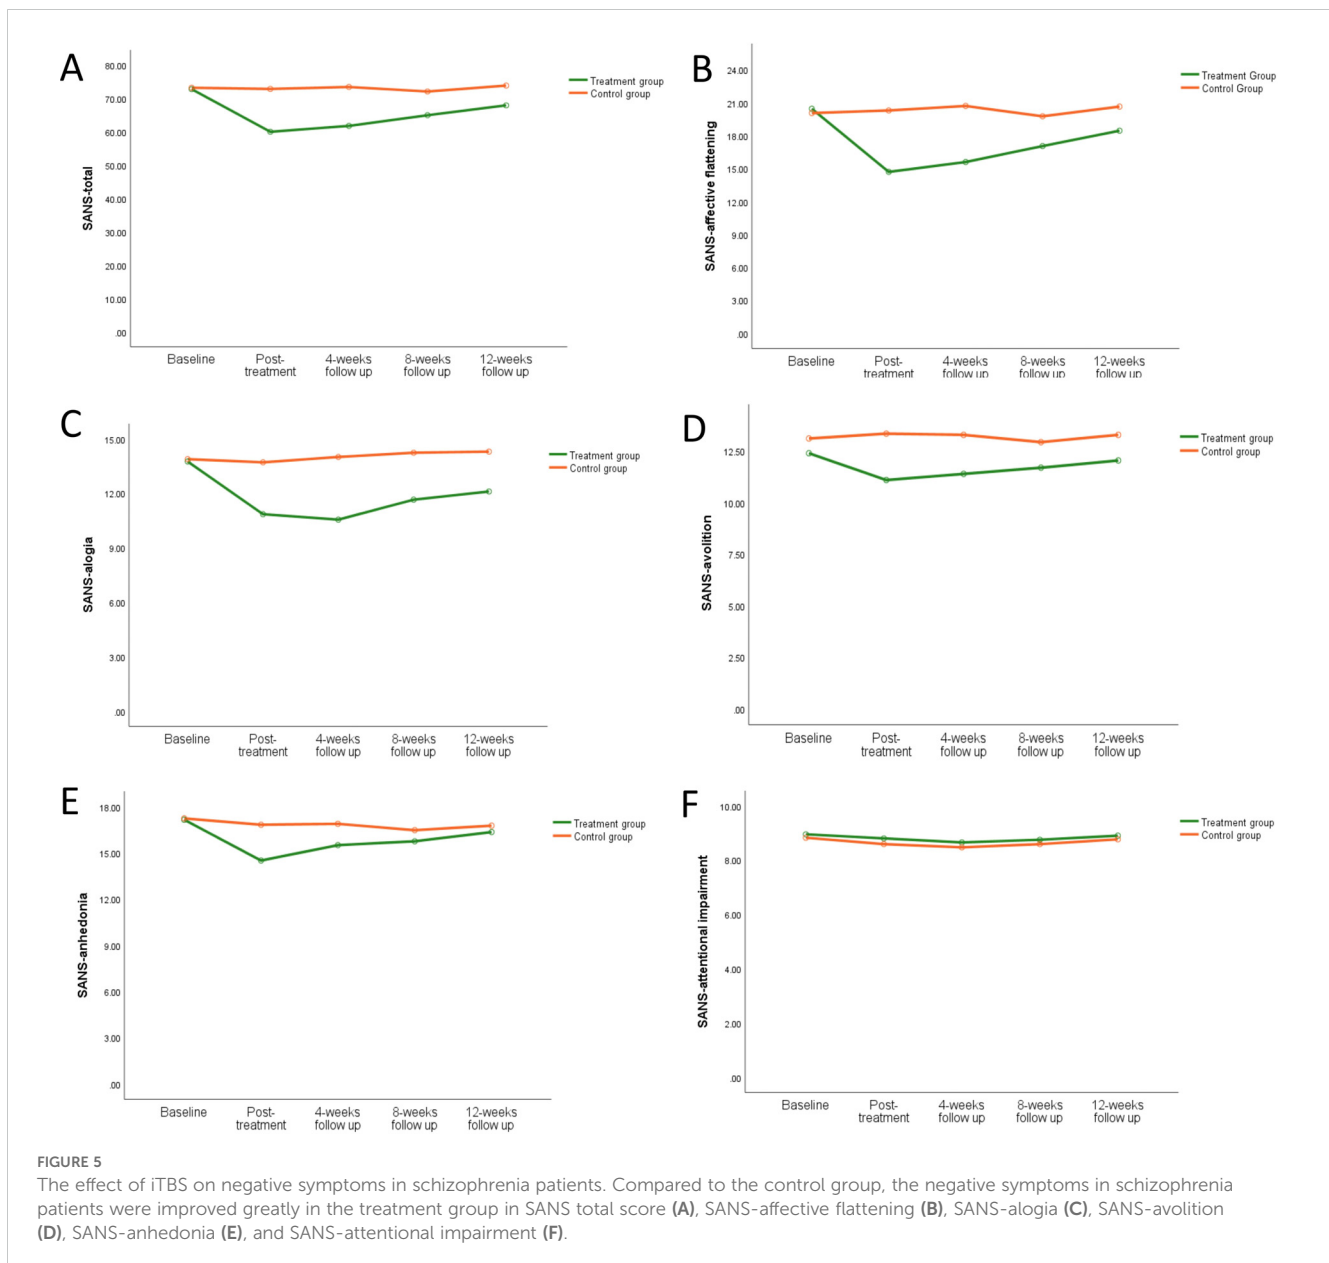 A
80.00
70.00
60.00
50.00
40.00
30.00
20.00
10.00
.00
SANS-total
Baseline
Post-
treatment
4-weeks
follow up
8-weeks
follow up
12-weeks
follow up
Treatment group
Control group
B
24.00
21.00
18.00
15.00
12.00
9.00
6.00
3.00
.00
SANS-affective flattening
Baseline
Post-
treatment
4-weeks
follow up
8-weeks
follow up
12-weeks
follow up
Treatment Group
Control Group
C
15.00
12.00
9.00
6.00
3.00
.00
SANS-alogia
Baseline
Post-
treatment
4-weeks
follow up
8-weeks
follow up
12-weeks
follow up
Treatment group
Control group
D
12.50
10.00
7.50
5.00
2.50
.00
SANS-avolition
Baseline
Post-
treatment
4-weeks
follow up
8-weeks
follow up
12-weeks
follow up
Treatment group
Control group
E
18.00
15.00
12.00
9.00
6.00
3.00
.00
SANS-anhedonia
Baseline
Post-
treatment
4-weeks
follow up
8-weeks
follow up
12-weeks
follow up
Treatment group
Control group
F
10.00
8.00
6.00
4.00
2.00
.00
SANS-attentional impairment
Baseline
Post-
treatment
4-weeks
follow up
8-weeks
follow up
12-weeks
follow up
Treatment group
Control group
FIGURE 5
The effect of iTBS on negative symptoms in schizophrenia patients. Compared to the control group, the negative symptoms in schizophrenia
patients were improved greatly in the treatment group in SANS total score (A), SANS-affective flattening (B), SANS-alogia (C), SANS-avolition
(D), SANS-anhedonia (E), and SANS-attentional impairment (F).